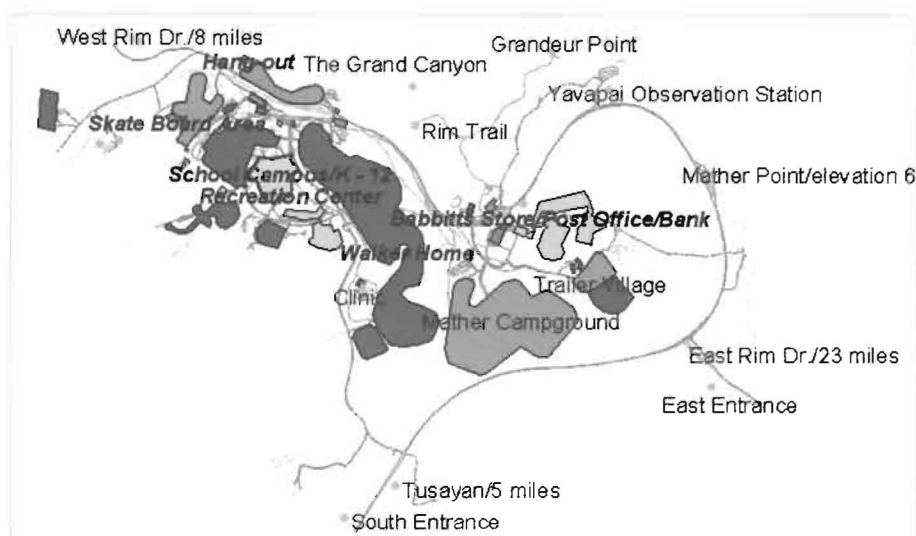 West Rim Dr./8 miles
Grandeur Point
Hang-out
The Grand Canyon
Yavapai Observation Station
Skate Board Area
Rim Trail
School Campus/K - 12
Mather Point/elevation 6
Recreation Center
Babbitts Store/Post Office/Bank
Walker Home
Clinic
Trailer Village
Mather Campground
East Rim Dr./23 miles
East Entrance
Tusayan/5 miles
South Entrance